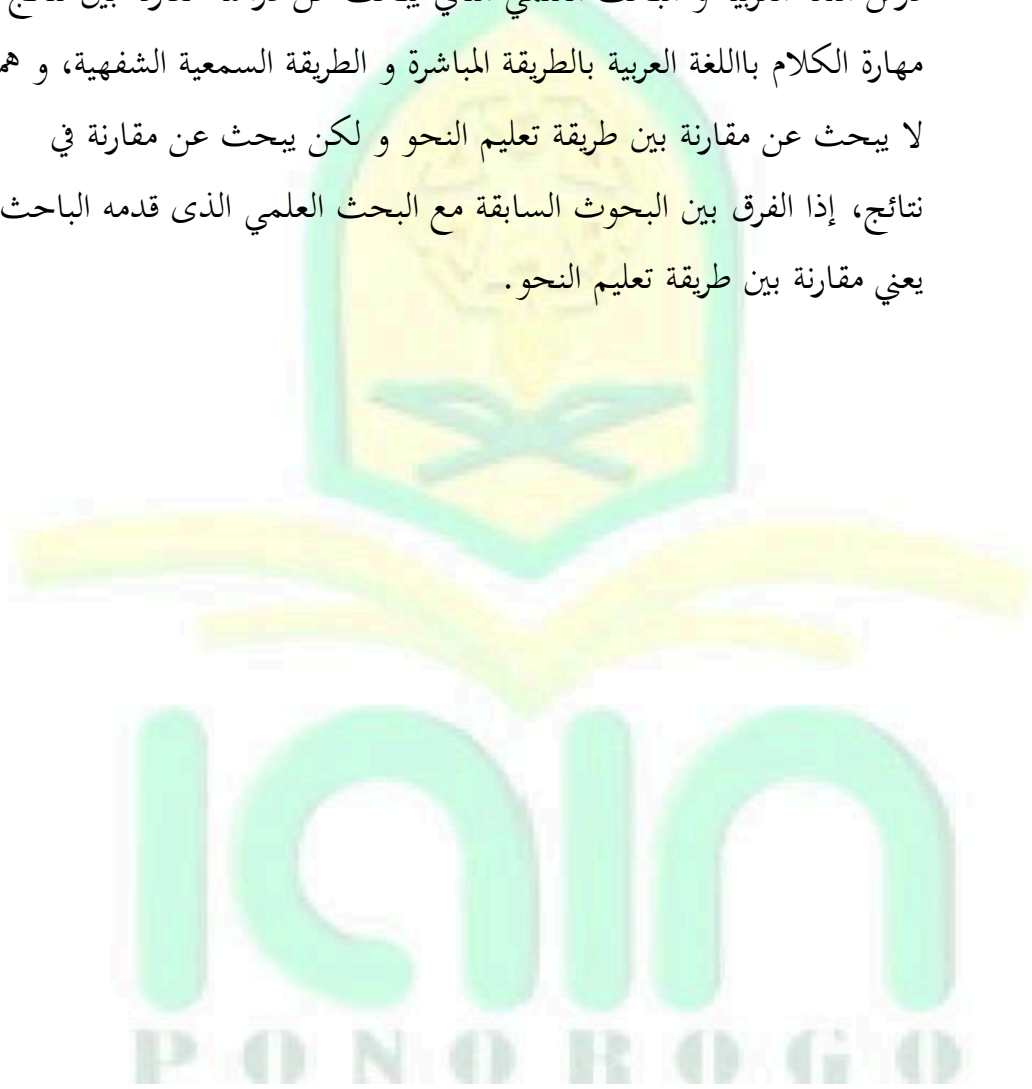 مهارة الكلام بااللغة العربية بالطريقة المباشرة و الطريقة السمعية الشفهية، و
لا يبحث عن مقارنة بين طريقة تعليم النحو و لكن يبحث عن مقارنة في
نتائج، إذا الفرق بين البحوث السابقة مع البحث العلمي الذى قدمه الباحث
يعني مقارنة بين طريقة تعليم النحو.
iain
PONOROGO